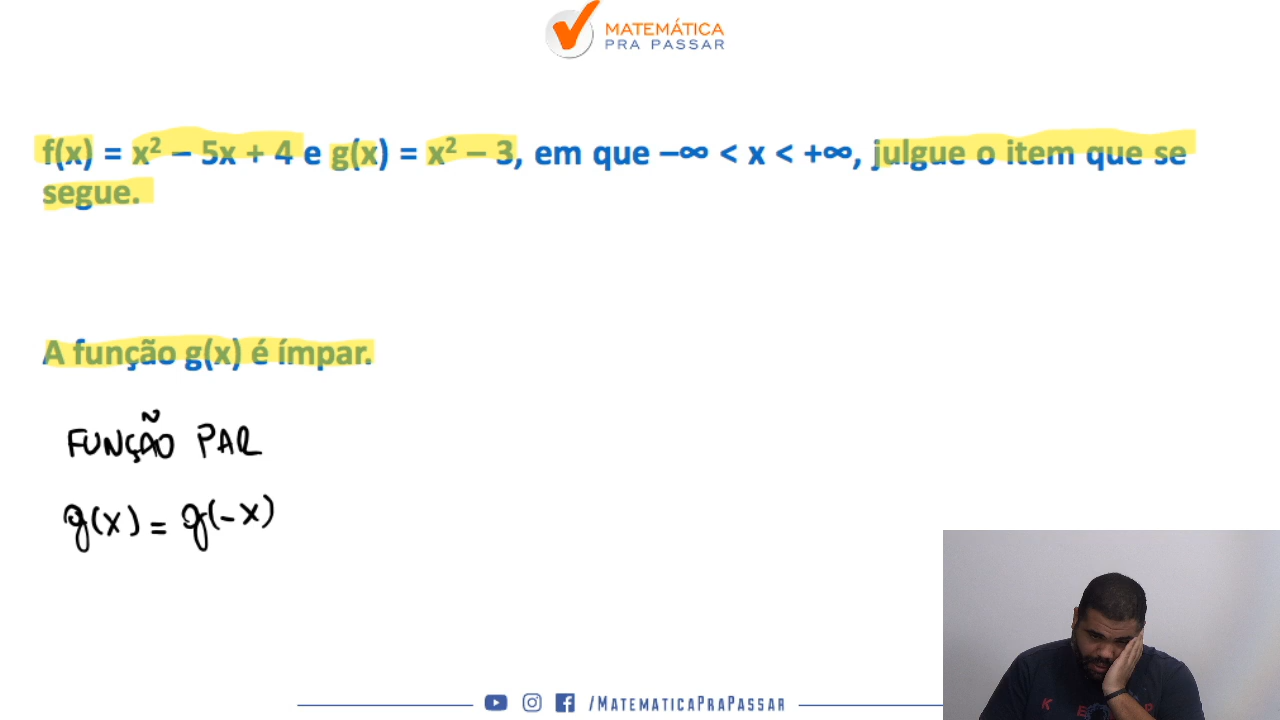 MATEMÁTICA
PRA PASSAR
f(x) = x² − 5x + 4 e g(x) = x² − 3, em que −∞ < x < +∞, julgue o item que se
segue.
A função g(x) é ímpar.
FUNÇÃO PAR
g(x) = g(-x)
/MATEMATICAPRAPASSAR